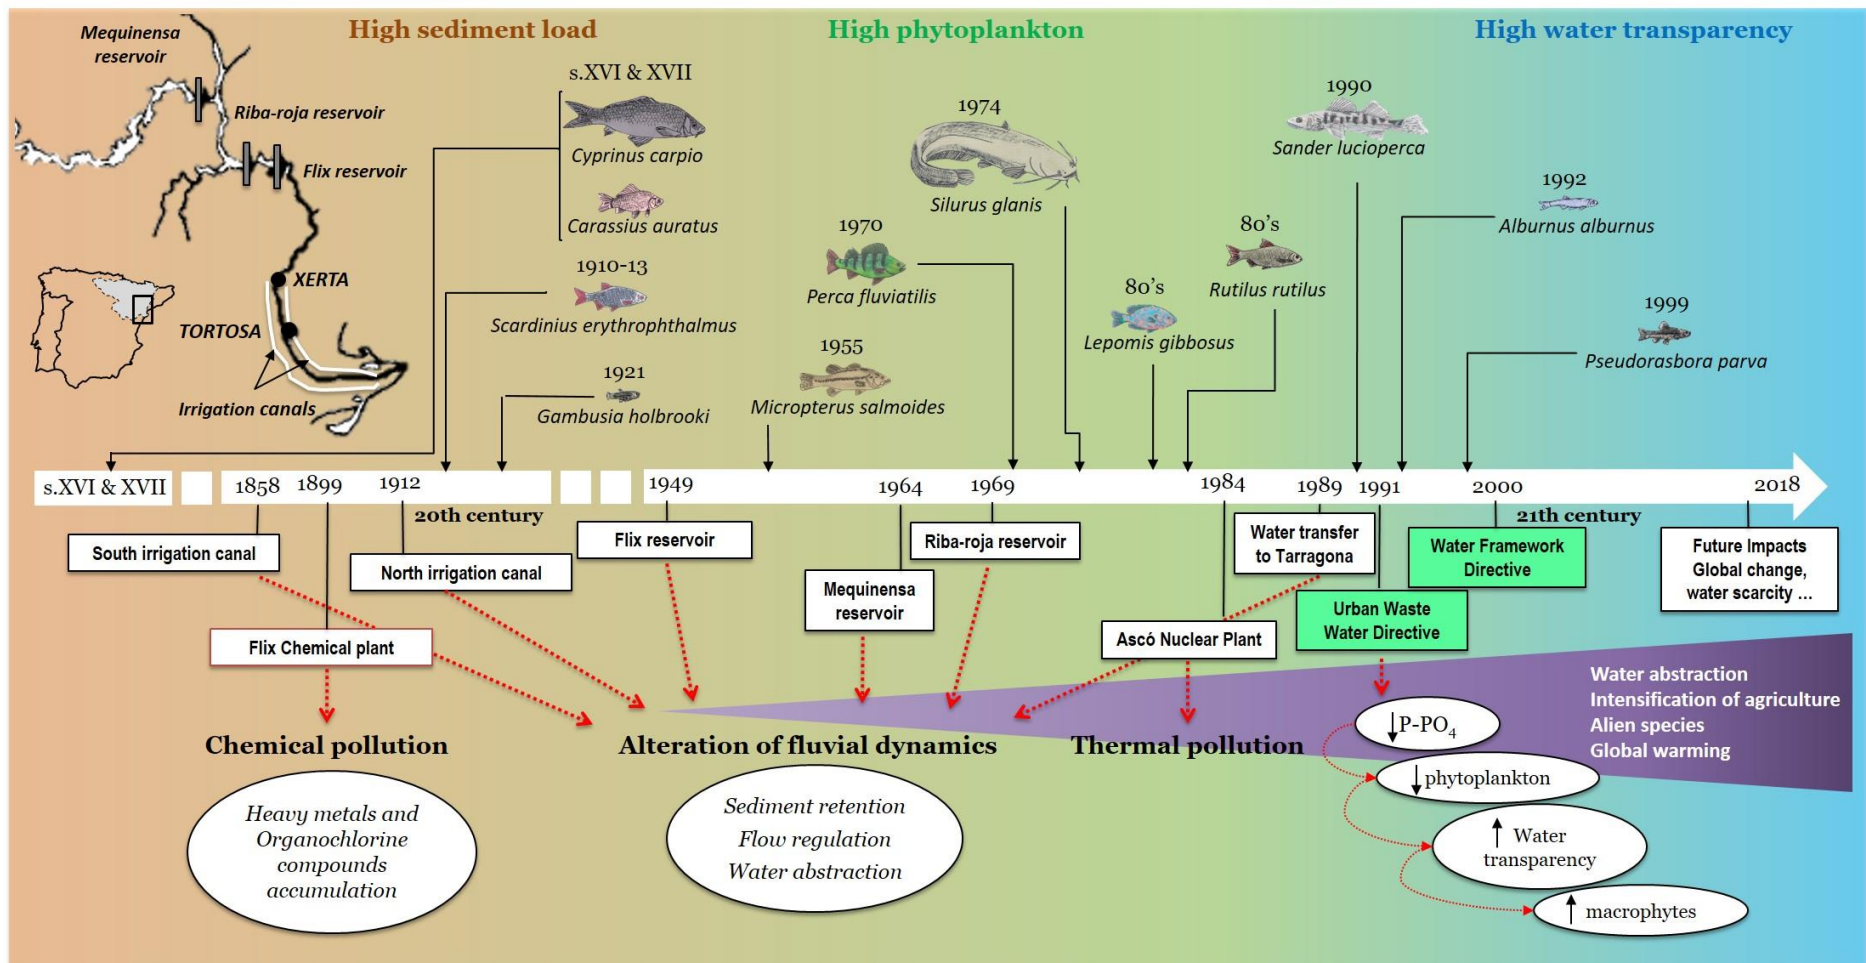 High sediment load
High phytoplankton
High water transparency
Mequinensa
reservoir
Riba-roja reservoir
Flix reservoir
XERTA
TORTOSA
Irrigation canals
s.XVI & XVII
Cyprinus carpio
Carassius auratus
1910-13
Scardinius erythrophthalmus
1921
Gambusia holbrooki
1974
Silurus glanis
1970
Perca fluviatilis
1955
Micropterus salmoides
80's
Lepomis gibbosus
80's
Rutilus rutilus
1990
Sander lucioperca
1992
Alburnus alburnus
1999
Pseudorasbora parva
s.XVI & XVII
1858
1899
1912
1949
1964
1969
1984
1989
1991
2000
2018
20th century
21th century
South irrigation canal
Flix Chemical plant
North irrigation canal
Flix reservoir
Mequinensa
reservoir
Riba-roja reservoir
Ascó Nuclear Plant
Water transfer
to Tarragona
Urban Waste
Water Directive
Water Framework
Directive
Future Impacts
Global change,
water scarcity ...
Water abstraction
Intensification of agriculture
Alien species
Global warming
Chemical pollution
Heavy metals and
Organochlorine
compounds
accumulation
Alteration of fluvial dynamics
Sediment retention
Flow regulation
Water abstraction
Thermal pollution
↓P-PO₄
↓phytoplankton
↑ Water
transparency
↑ macrophytes